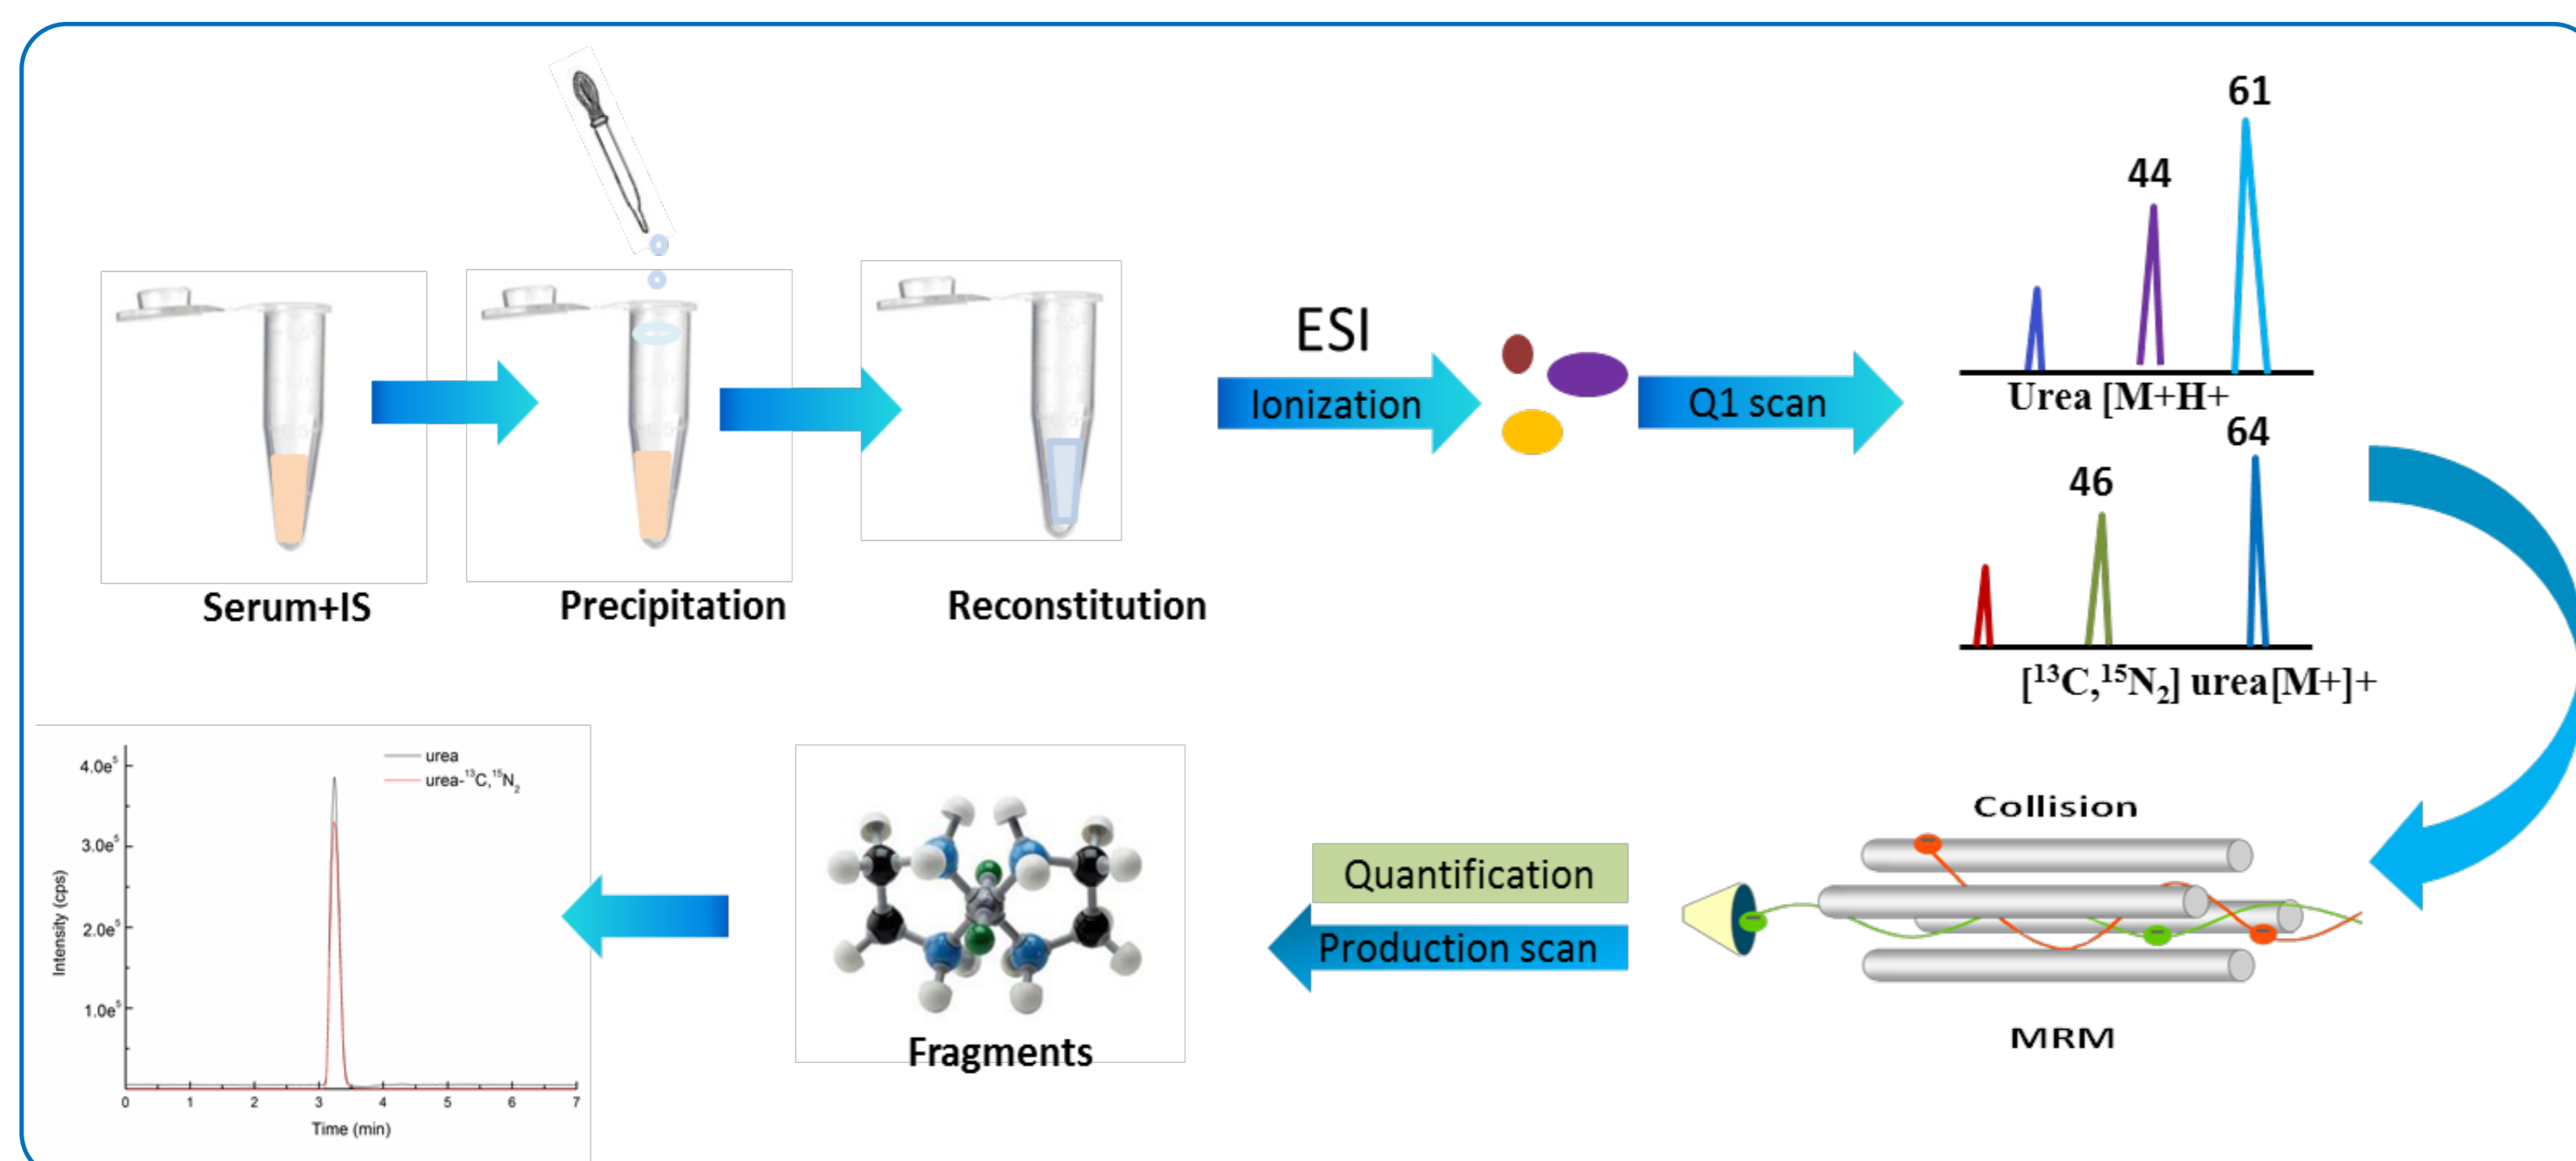 Serum+IS
Precipitation
Reconstitution
ESI
Ionization
Q1 scan
61
44
Urea [M+H+
64
46
[¹³C,¹⁵N₂] urea[M+]+
Collision
MRM
Quantification
Production scan
Fragments
urea
urea-¹³C,¹⁵N₂
4.0e⁵
3.0e⁵
2.0e⁵
1.0e⁵
Intensity (cps)
0 1 2 3 4 5 6 7
Time (min)